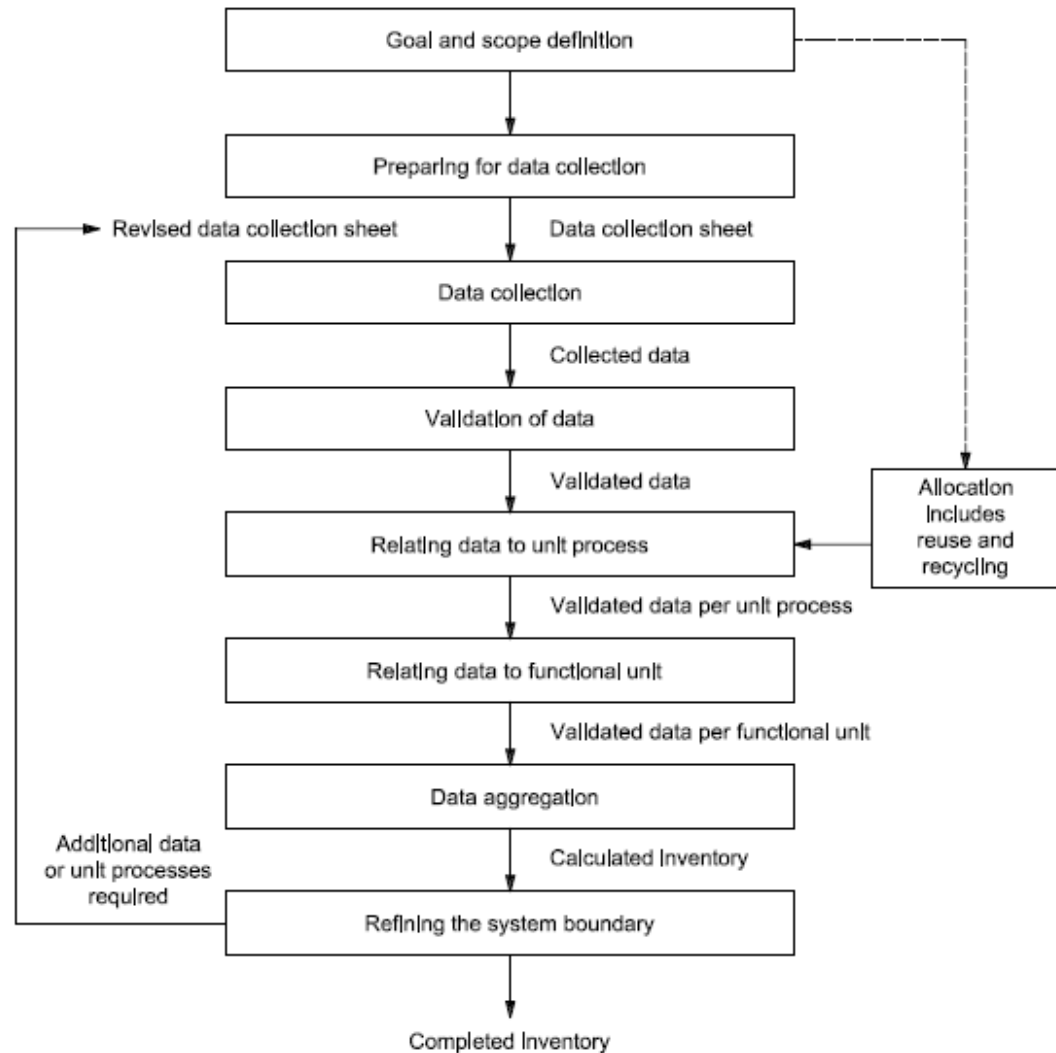 Goal and scope definition
Preparing for data collection
Revised data collection sheet
Data collection sheet
Data collection
Collected data
Validation of data
Validated data
Allocation
includes
reuse and
recycling
Relating data to unit process
Validated data per unit process
Relating data to functional unit
Validated data per functional unit
Data aggregation
Additional data
or unit processes
required
Calculated inventory
Refining the system boundary
Completed inventory